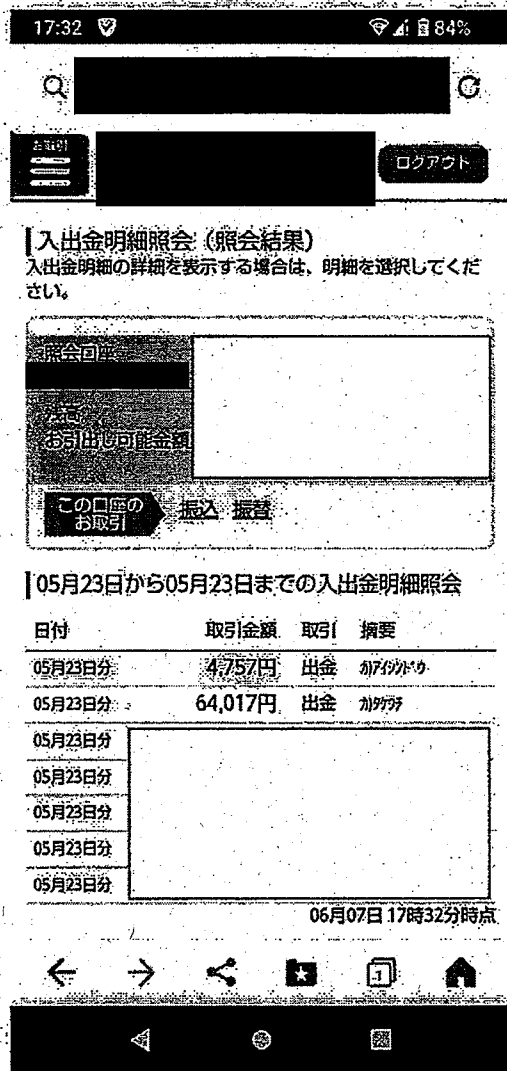 17:32 84%
お取引
ログアウト
入出金明細照会（照会結果）
入出金明細の詳細を表示する場合は、明細を選択してくだ
さい。
照会口座
残高
お引出し可能金額
この口座の
お取引
振込 振替
05月23日から05月23日までの入出金明細照会
日付 取引金額 取引 摘要
05月23日分 4,757円 出金
05月23日分 64,017円 出金
05月23日分
05月23日分
05月23日分
05月23日分
05月23日分
06月07日 17時32分時点
1